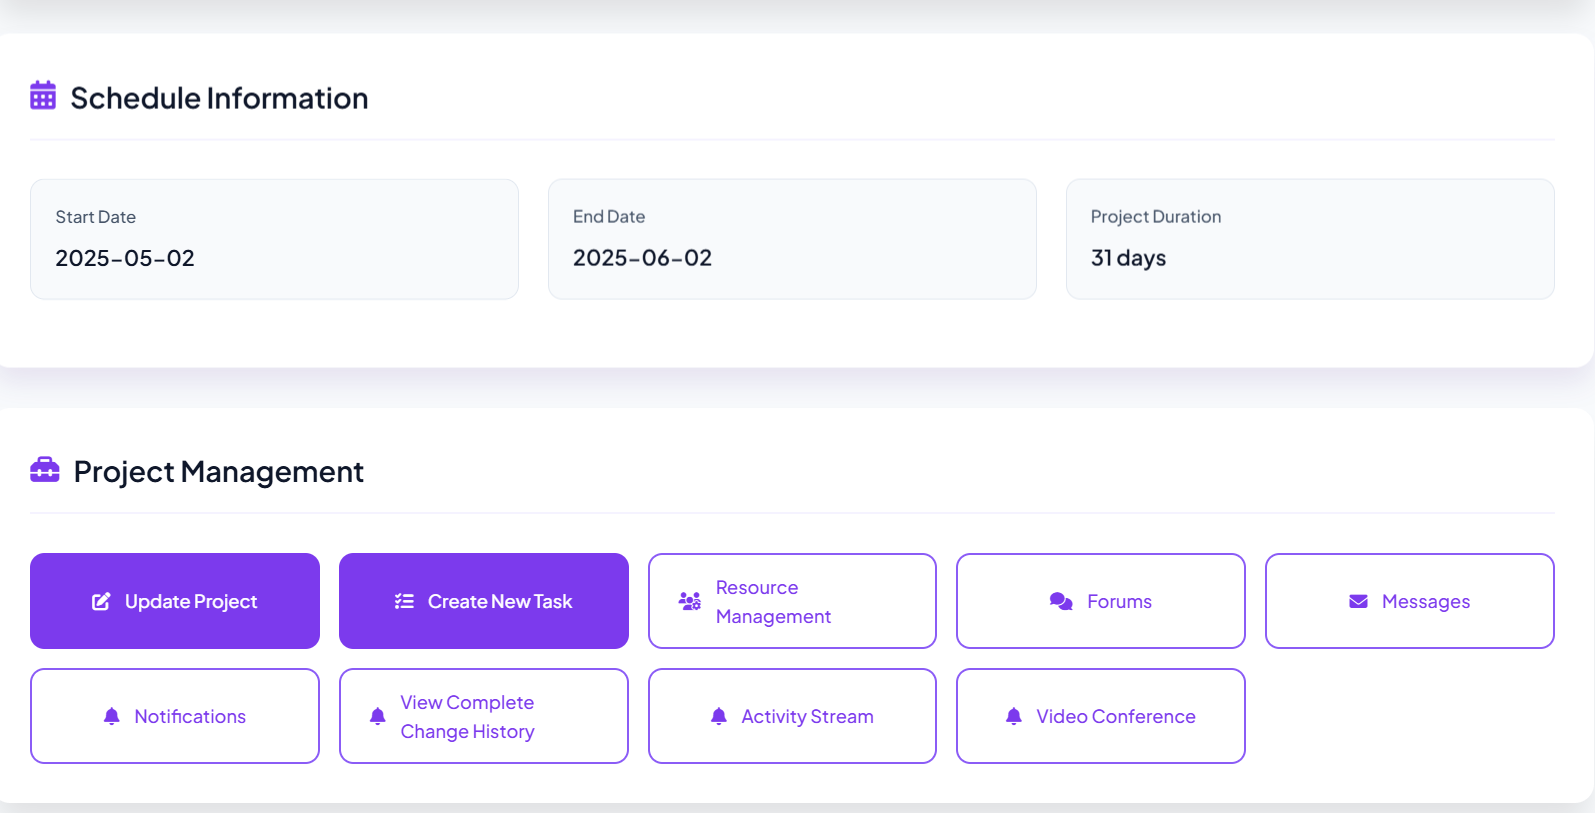 Schedule Information
Start Date
2025-05-02
End Date
2025-06-02
Project Duration
31 days
Project Management
Update Project
Create New Task
Resource
Management
Forums
Messages
Notifications
View Complete
Change History
Activity Stream
Video Conference